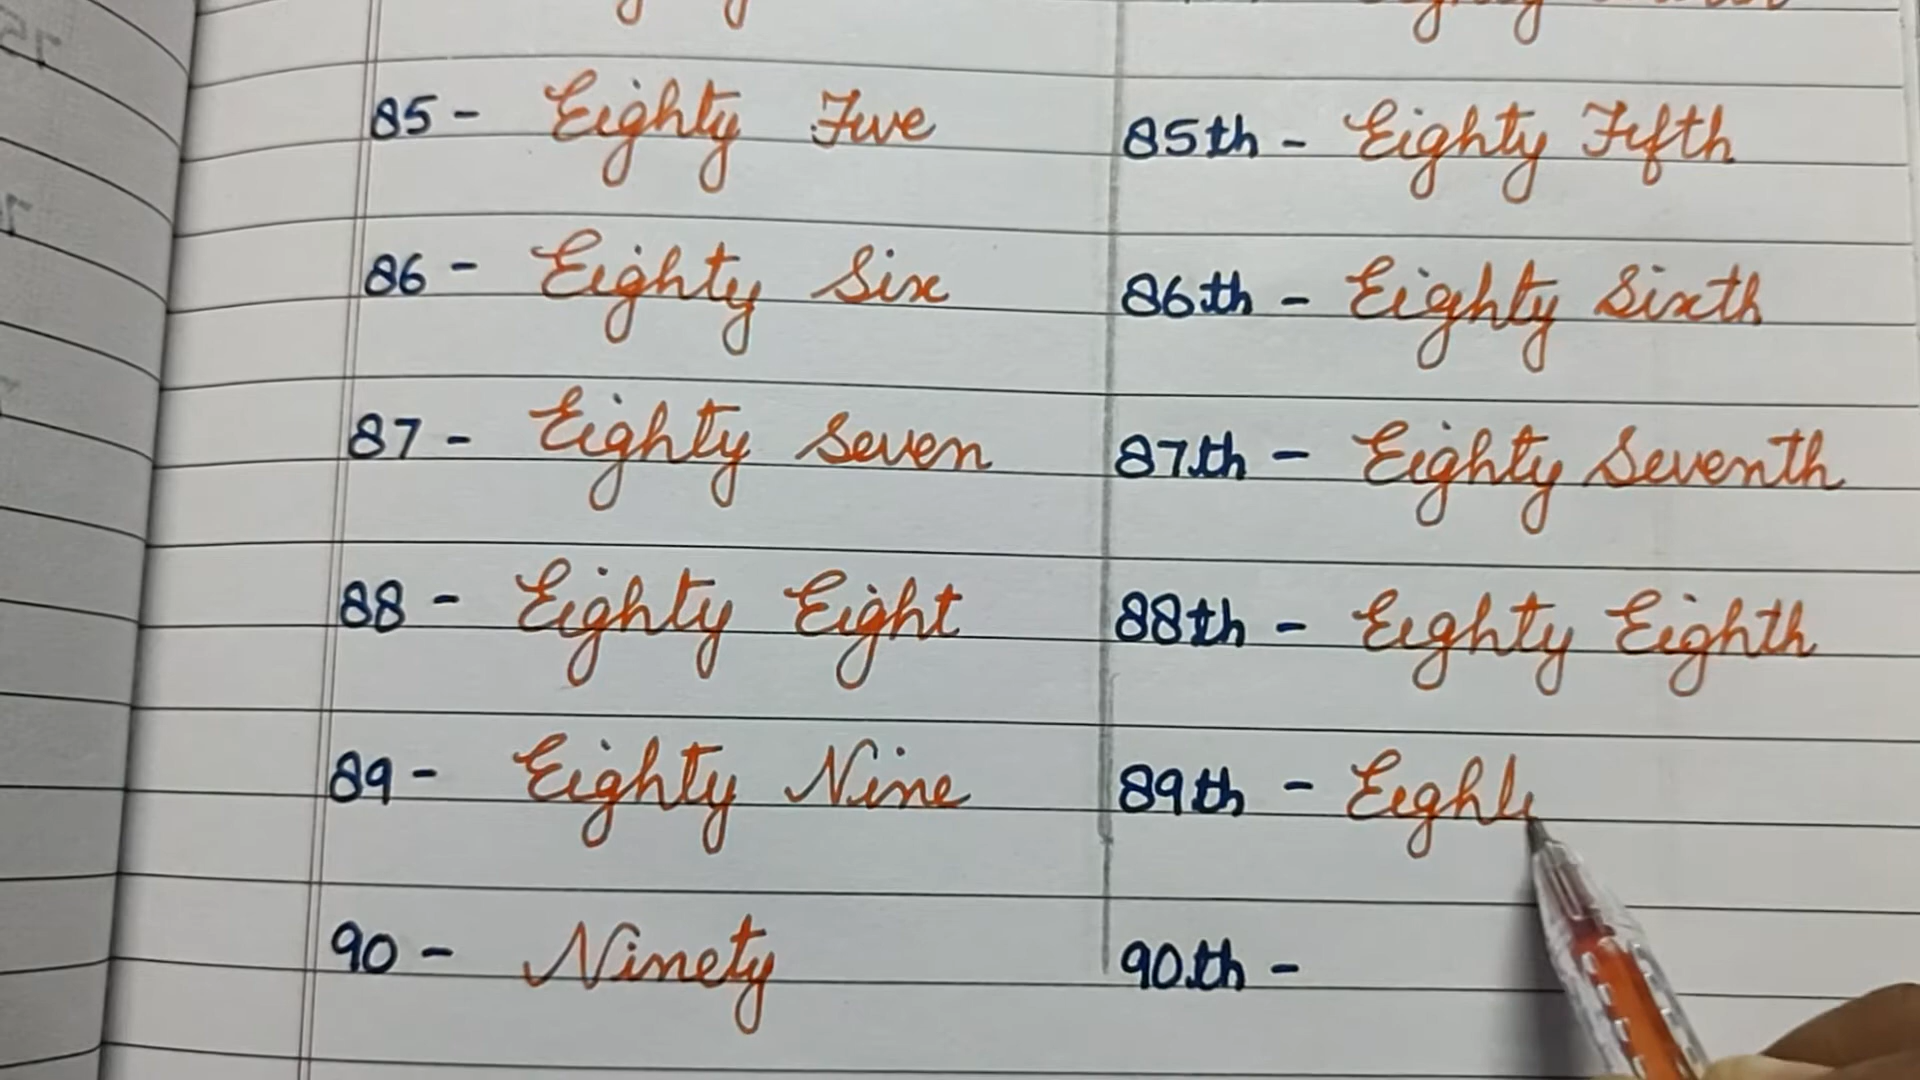 85 - Eighty Five 85th - Eighty Fifth
86 - Eighty Six 86th - Eighty Sixth
87 - Eighty Seven 87th - Eighty Seventh
88 - Eighty Eight 88th - Eighty Eighth
89 - Eighty Nine 89th -
90 - Ninety 90th -